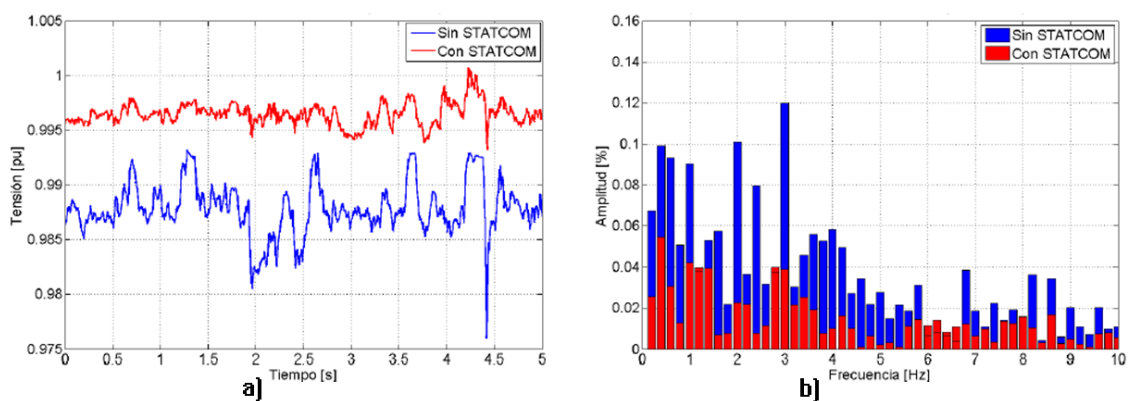 1.005
1
0.995
0.99
0.985
0.98
0.975
Tensión [pu]
Sin STATCOM
Con STATCOM
0 0.5 1 1.5 2 2.5 3 3.5 4 4.5 5
Tiempo [s]
a)
0.16
0.14
0.12
0.1
0.08
0.06
0.04
0.02
0
Amplitud [%]
Sin STATCOM
Con STATCOM
0 1 2 3 4 5 6 7 8 9 10
Frecuencia [Hz]
b)